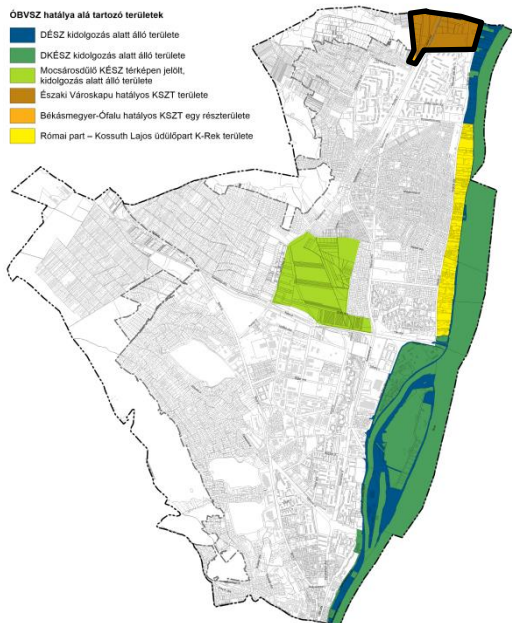 ÓBVSZ hatálya alá tartozó területek
DÉSZ kidolgozás alatt álló területe
DKÉSZ kidolgozás alatt álló területe
Mocsárosdűlő KÉSZ térképen jelölt,
kidolgozás alatt álló területe
Északi Városkapu hatályos KSZT területe
Békásmegyer-Ófalu hatályos KSZT egy részterülete
Római part – Kossuth Lajos üdülőpart K-Rek területe